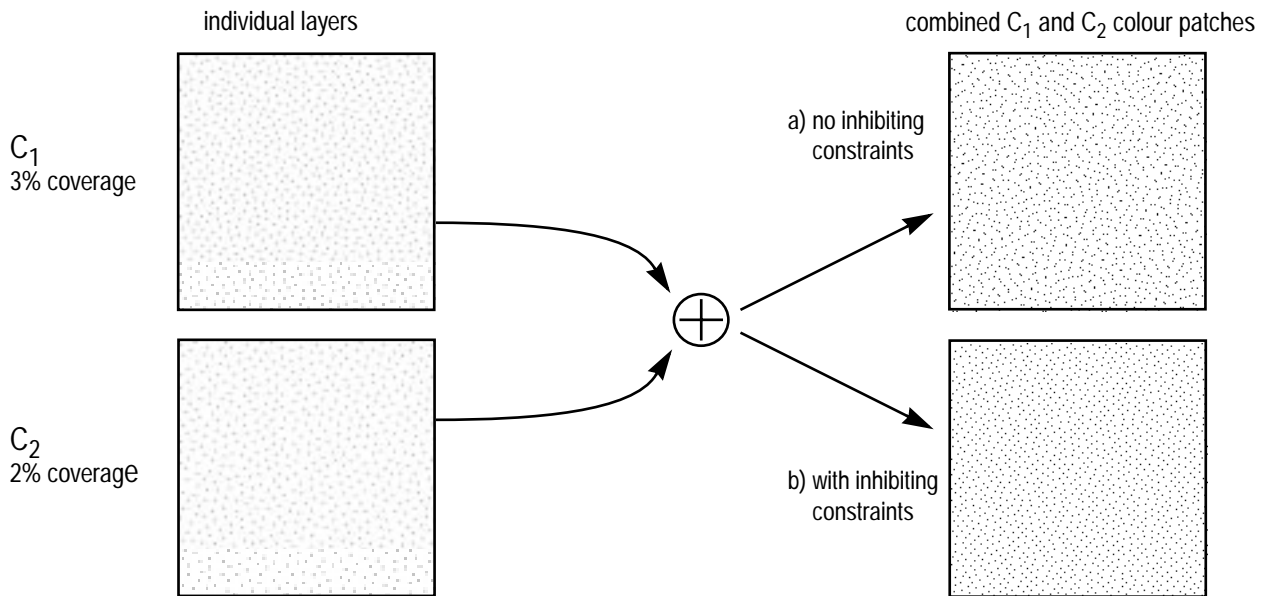 individual layers
combined C1 and C2 colour patches
C1
3% coverage
a) no inhibiting
constraints
C2
2% coverage
b) with inhibiting
constraints